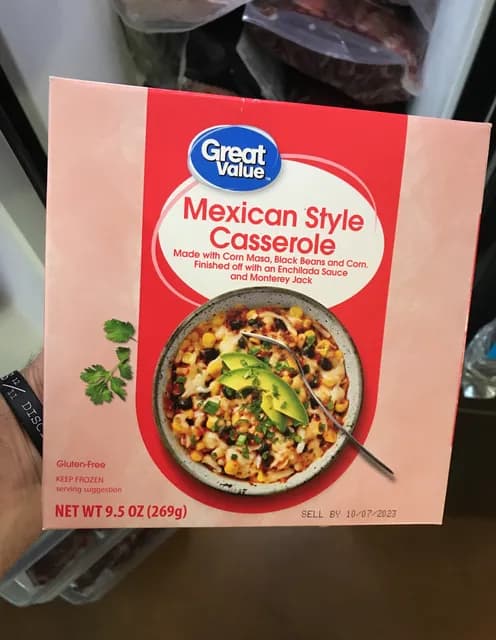 Great
Value™
Mexican Style
Casserole
Made with Corn Masa, Black Beans and Corn.
Finished off with an Enchilada Sauce
and Monterey Jack
DISC
Gluten-Free
KEEP FROZEN
serving suggestion
NET WT 9.5 OZ (269g)
SELL BY 10/07/2023